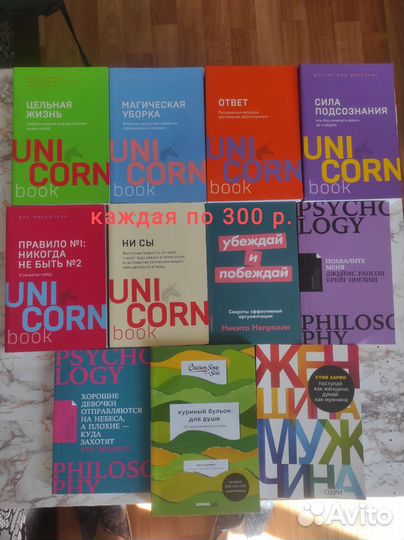 ЦЕЛЬНАЯ
ЖИЗНЬ
UNI
CORN
book
МАГИЧЕСКАЯ
УБОРКА
UNI
CORN
book
ОТВЕТ
UNI
CORN
book
СИЛА
ПОДСОЗНАНИЯ
UNI
CORN
book
каждая по 300 р.
ПРАВИЛО №1:
НИКОГДА
НЕ БЫТЬ №2
UNI
CORN
book
НИ СЫ
UNI
CORN
book
убеждай и
побеждай
Секреты эффективной
аргументации
Никита Непряхин
PSYCHO
LOGY
ПОХВАЛИТЕ
МЕНЯ
ДЖЕЙМС РАПСОН
КРЕЙГ ИНГЛИШ
PHILOSO
PHY
PSYCHO
LOGY
ХОРОШИЕ
ДЕВОЧКИ
ОТПРАВЛЯЮТСЯ
НА НЕБЕСА,
А ПЛОХИЕ —
КУДА
ЗАХОТЯТ
УТЕ ЭРХАРДТ
PHILOSO
PHY
Chicken Soup
for the Soul
куриный бульон
для души
ЖЕН
ЩИНА
СТИВ ХАРВИ
поступай
как женщина,
думай
как мужчина
МУЖ
ЧИНА
ОДРИ
Avito